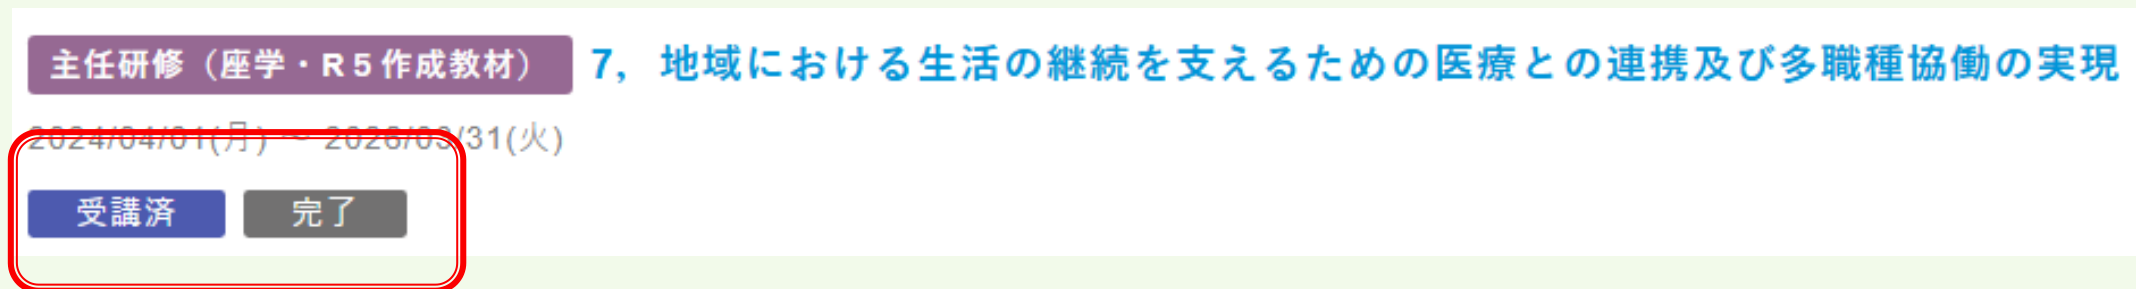 主任研修（座学・R5作成教材） 7，地域における生活の継続を支えるための医療との連携及び多職種協働の実現
2024/04/01(月) ～ 2026/03/31(火)
受講済 完了